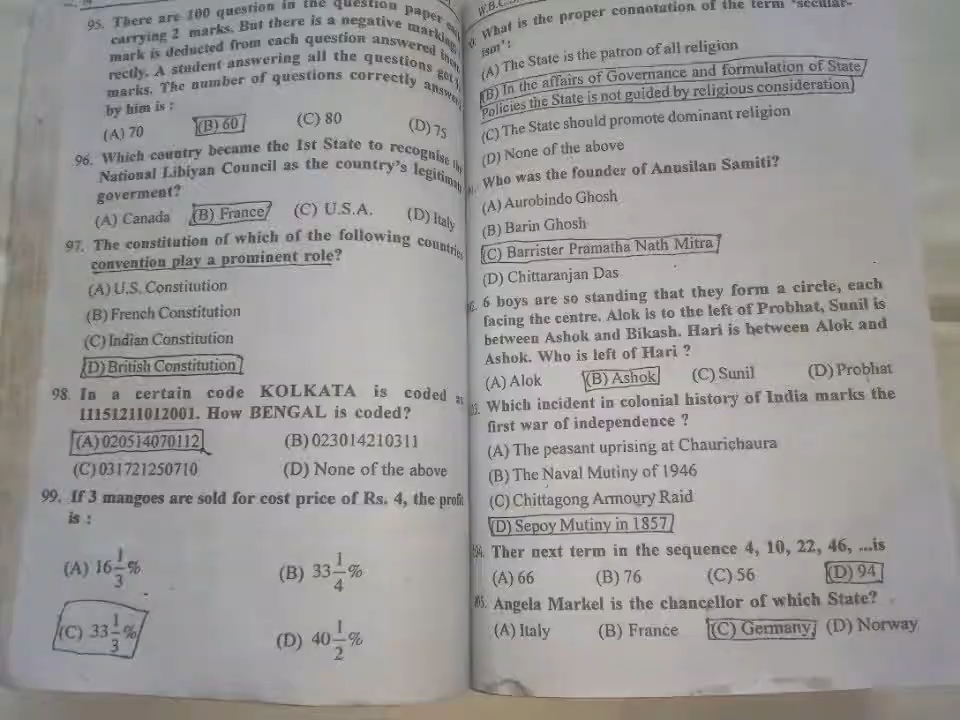 95. There are 100 question in the question paper
carrying 2 marks. But there is a negative marking
mark is deducted from each question answered
rectly. A student answering all the questions got
marks. The number of questions correctly
by him is :
(A) 70 (B) 60 (C) 80 (D) 75
96. Which country became the Ist State to recognise
National Libiyan Council as the country's
goverment?
(A) Canada (B) France (C) U.S.A. (D) Italy
97. The constitution of which of the following countries
convention play a prominent role?
(A) U.S. Constitution
(B) French Constitution
(C) Indian Constitution
(D) British Constitution
98. In a certain code KOLKATA is coded
11151211012001. How BENGAL is coded?
(A) 020514070112 (B) 023014210311
(C) 031721250710 (D) None of the above
99. If 3 mangoes are sold for cost price of Rs. 4, the profit
is :
(A) 16 1/3 % (B) 33 1/4 %
(C) 33 1/3 % (D) 40 1/2 %
What is the proper connotation of the term 'secular-
ism':
(A) The State is the patron of all religion
(B) In the affairs of Governance and formulation of State
Policies the State is not guided by religious consideration
(C) The State should promote dominant religion
(D) None of the above
Who was the founder of Anusilan Samiti?
(A) Aurobindo Ghosh
(B) Barin Ghosh
(C) Barrister Pramatha Nath Mitra
(D) Chittaranjan Das
6 boys are so standing that they form a circle, each
facing the centre. Alok is to the left of Probhat, Sunil is
between Ashok and Bikash. Hari is between Alok and
Ashok. Who is left of Hari ?
(A) Alok (B) Ashok (C) Sunil (D) Probhat
Which incident in colonial history of India marks the
first war of independence ?
(A) The peasant uprising at Chaurichaura
(B) The Naval Mutiny of 1946
(C) Chittagong Armoury Raid
(D) Sepoy Mutiny in 1857
Ther next term in the sequence 4, 10, 22, 46, ...is
(A) 66 (B) 76 (C) 56 (D) 94
Angela Markel is the chancellor of which State?
(A) Italy (B) France (C) Germany (D) Norway